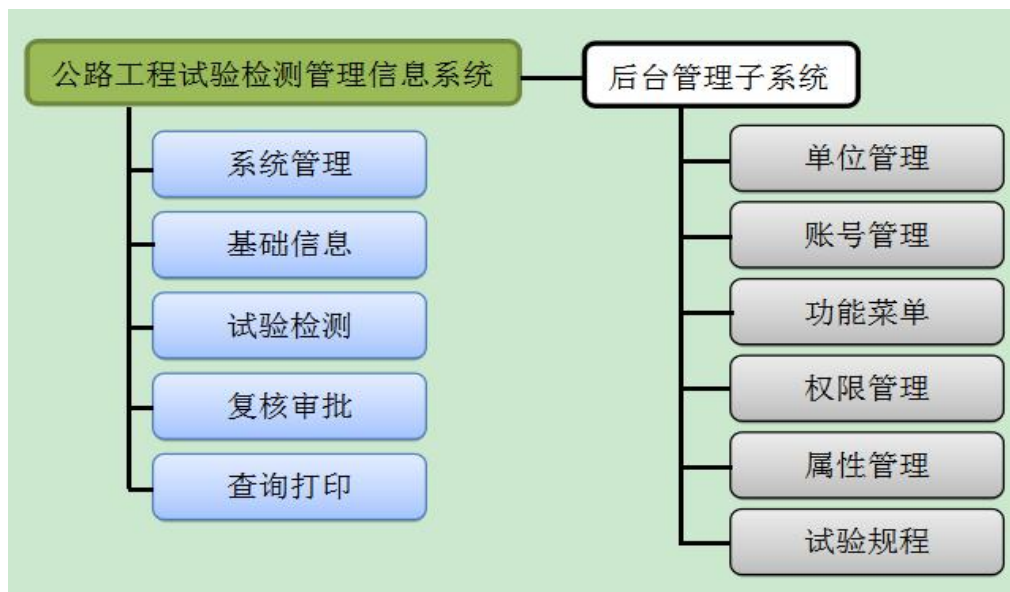 公路工程试验检测管理信息系统
系统管理
基础信息
试验检测
复核审批
查询打印
后台管理子系统
单位管理
账号管理
功能菜单
权限管理
属性管理
试验规程